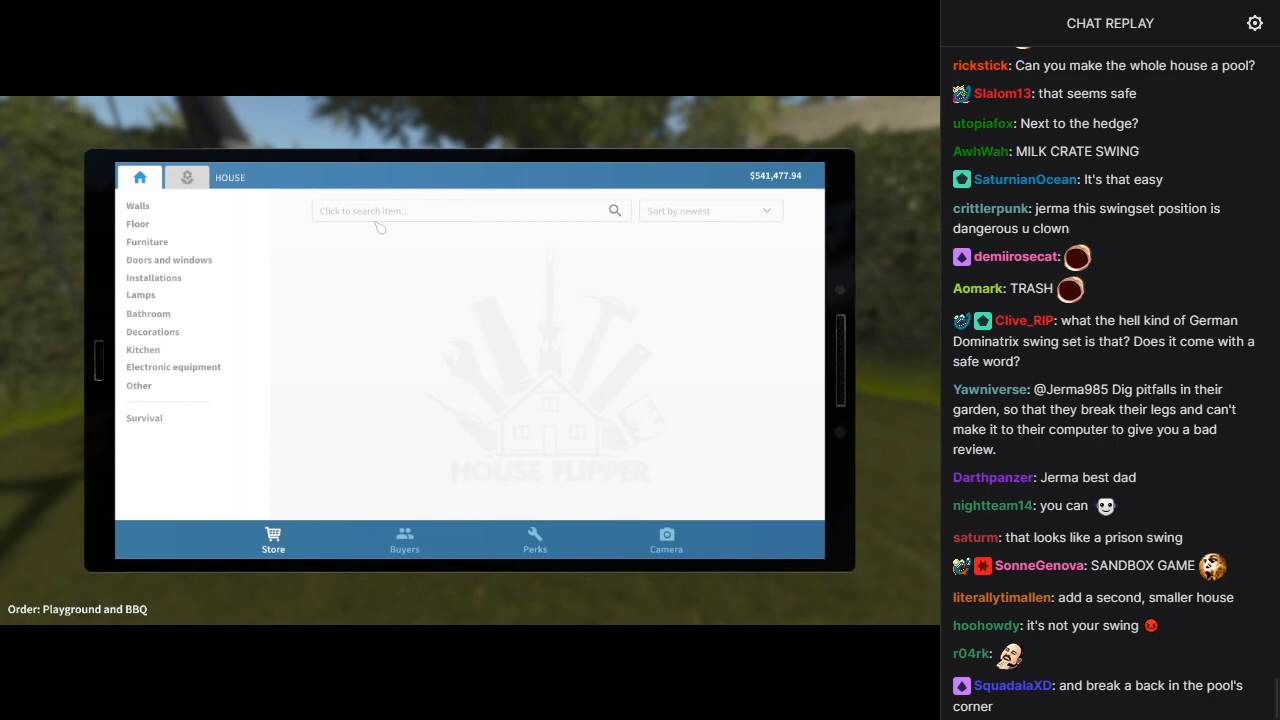 HOUSE
$541,477.94
Walls
Floor
Furniture
Doors and windows
Installations
Lamps
Bathroom
Decorations
Kitchen
Electronic equipment
Other
Survival
Click to search item...
Sort by newest
HOUSE FLIPPER
Store
Buyers
Perks
Camera
Order: Playground and BBQ
CHAT REPLAY
rickstick: Can you make the whole house a pool?
Slalom13: that seems safe
utopiafox: Next to the hedge?
AwhWah: MILK CRATE SWING
SaturnianOcean: It's that easy
crittlerpunk: jerma this swingset position is
dangerous u clown
demiirosecat:
Aomark: TRASH
Clive_RIP: what the hell kind of German
Dominatrix swing set is that? Does it come with a
safe word?
Yawniverse: @Jerma985 Dig pitfalls in their
garden, so that they break their legs and can't
make it to their computer to give you a bad
review.
Darthpanzer: Jerma best dad
nightteam14: you can
saturm: that looks like a prison swing
SonneGenova: SANDBOX GAME
literallytimallen: add a second, smaller house
hoohowdy: it's not your swing
r04rk:
SquadalaXD: and break a back in the pool's
corner